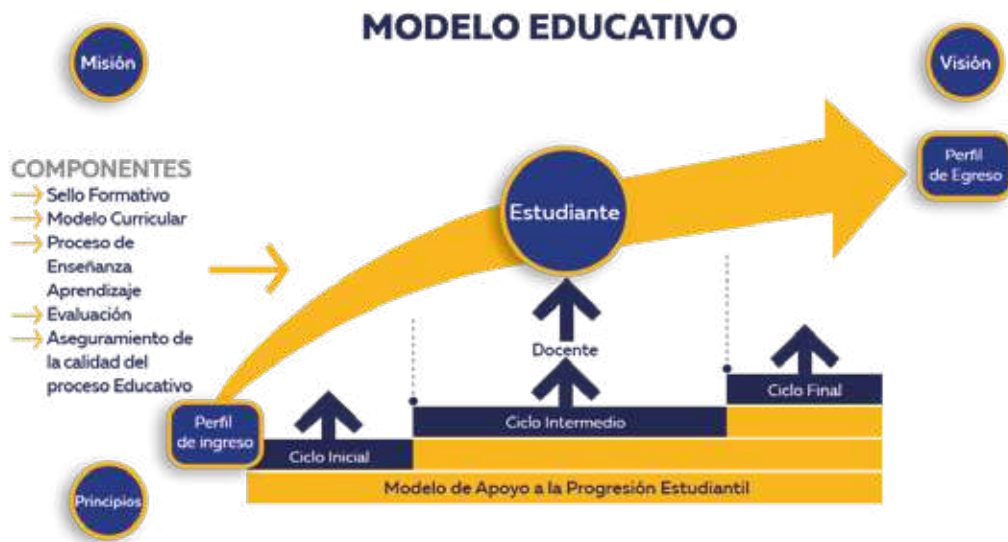 MODELO EDUCATIVO
Misión
Visión
COMPONENTES
Sello Formativo
Modelo Curricular
Proceso de
Enseñanza
Aprendizaje
Evaluación
Aseguramiento de
la calidad del
proceso Educativo
Perfil
de Egreso
Estudiante
Docente
Ciclo Final
Ciclo Intermedio
Perfil
de ingreso
Ciclo Inicial
Modelo de Apoyo a la Progresión Estudiantil
Principios